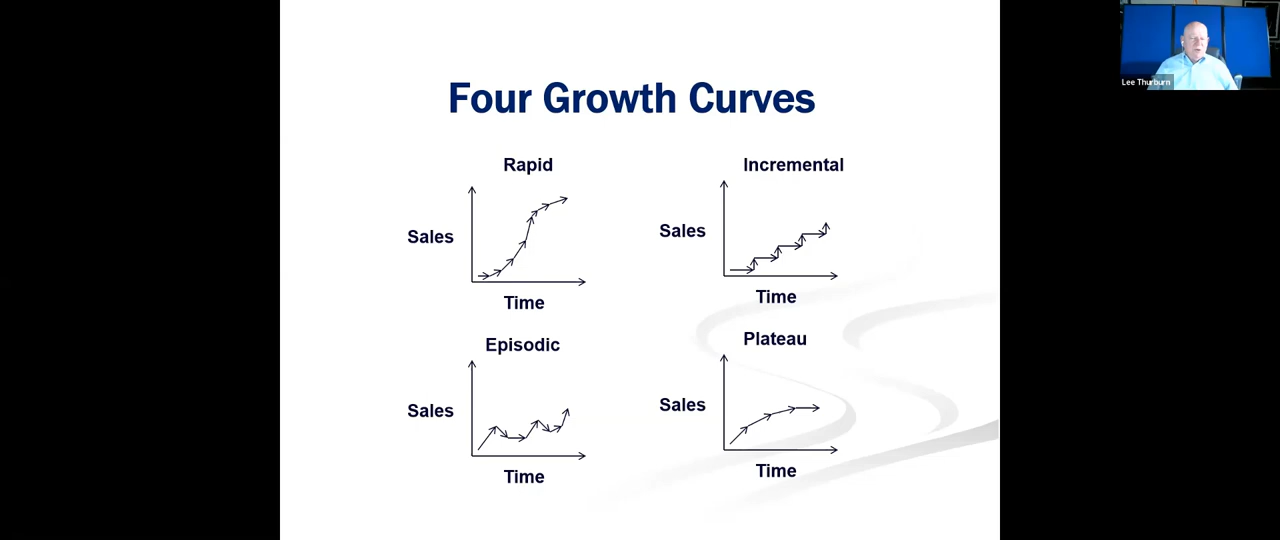 Four Growth Curves
Rapid
Incremental
Sales
Sales
Time
Time
Episodic
Plateau
Sales
Sales
Time
Time
Lee Thurburn